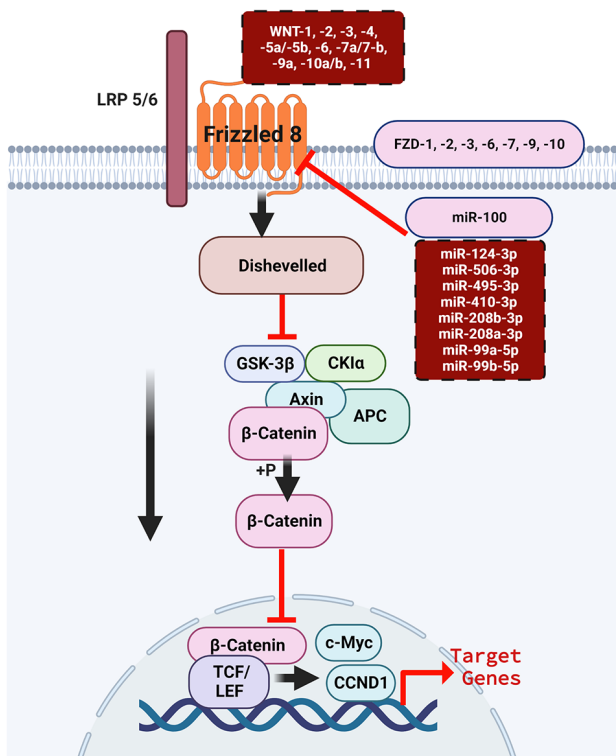 WNT-1, -2, -3, -4,
-5a/-5b, -6, -7a/7-b,
-9a, -10a/b, -11
LRP 5/6
Frizzled 8
FZD-1, -2, -3, -6, -7, -9, -10
miR-100
miR-124-3p
miR-506-3p
miR-495-3p
miR-410-3p
miR-208b-3p
miR-208a-3p
miR-99a-5p
miR-99b-5p
Dishevelled
GSK-3β
CKIα
Axin
APC
β-Catenin
+P
β-Catenin
β-Catenin
c-Myc
TCF/
LEF
CCND1
Target
Genes